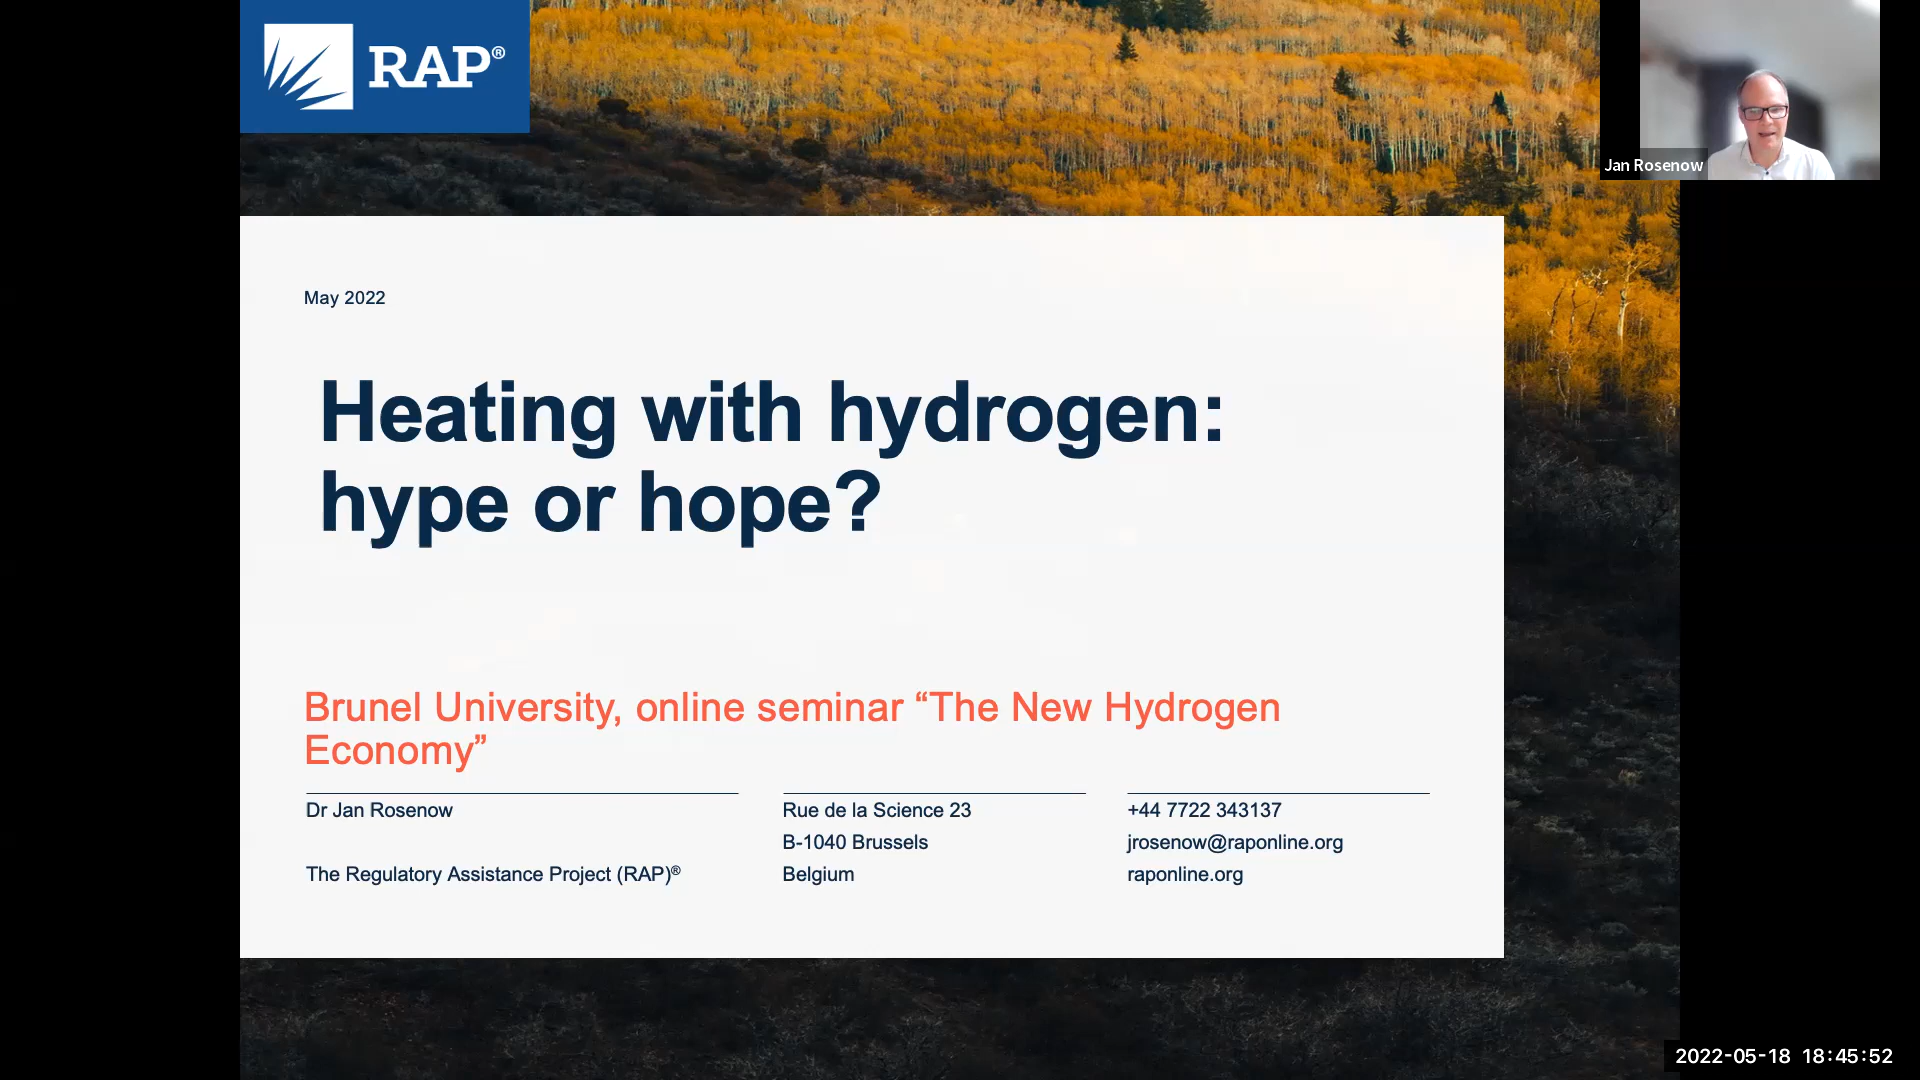 RAP®
Jan Rosenow
May 2022
Heating with hydrogen:
hype or hope?
Brunel University, online seminar “The New Hydrogen
Economy”
Dr Jan Rosenow
The Regulatory Assistance Project (RAP)®
Rue de la Science 23
B-1040 Brussels
Belgium
+44 7722 343137
jrosenow@raponline.org
raponline.org
2022-05-18 18:45:52